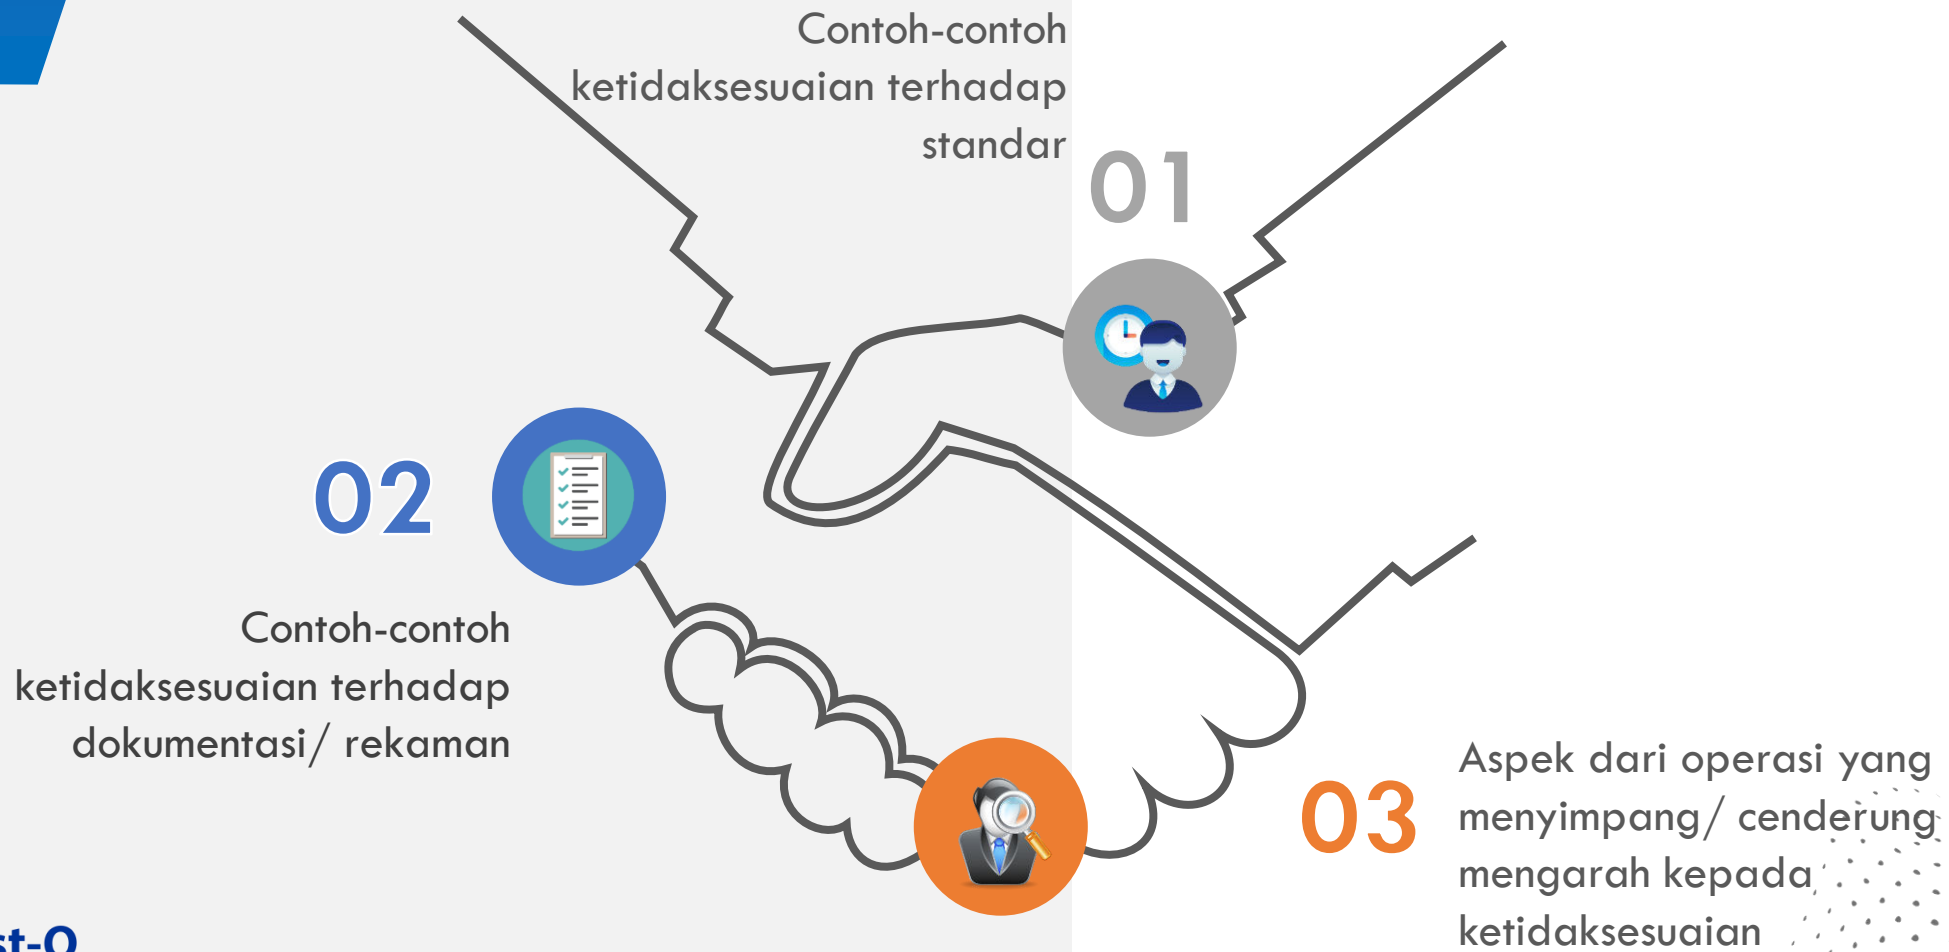 Contoh-contoh
ketidaksesuaian terhadap
standar
01
02
Contoh-contoh
ketidaksesuaian terhadap
dokumentasi/ rekaman
03
Aspek dari operasi yang
menyimpang/ cenderung
mengarah kepada
ketidaksesuaian